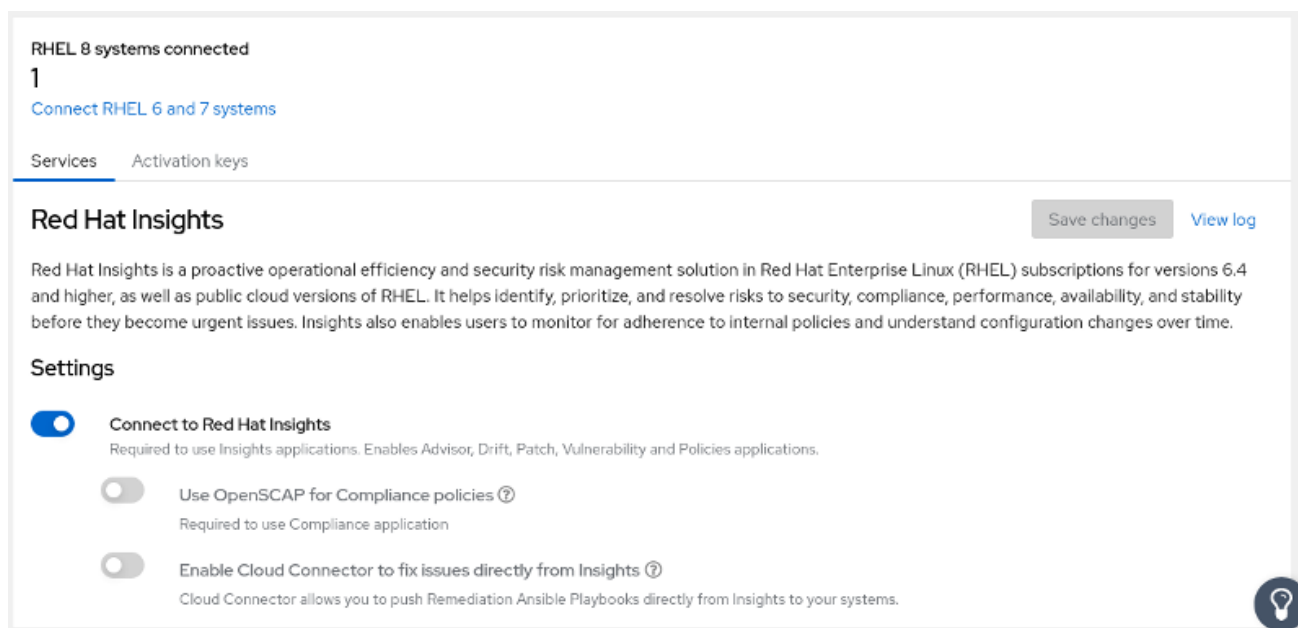 RHEL 8 systems connected
1
Connect RHEL 6 and 7 systems
Services Activation keys
Red Hat Insights
Save changes View log
Red Hat Insights is a proactive operational efficiency and security risk management solution in Red Hat Enterprise Linux (RHEL) subscriptions for versions 6.4
and higher, as well as public cloud versions of RHEL. It helps identify, prioritize, and resolve risks to security, compliance, performance, availability, and stability
before they become urgent issues. Insights also enables users to monitor for adherence to internal policies and understand configuration changes over time.
Settings
Connect to Red Hat Insights
Required to use Insights applications. Enables Advisor, Drift, Patch, Vulnerability and Policies applications.
Use OpenSCAP for Compliance policies
Required to use Compliance application
Enable Cloud Connector to fix issues directly from Insights
Cloud Connector allows you to push Remediation Ansible Playbooks directly from Insights to your systems.